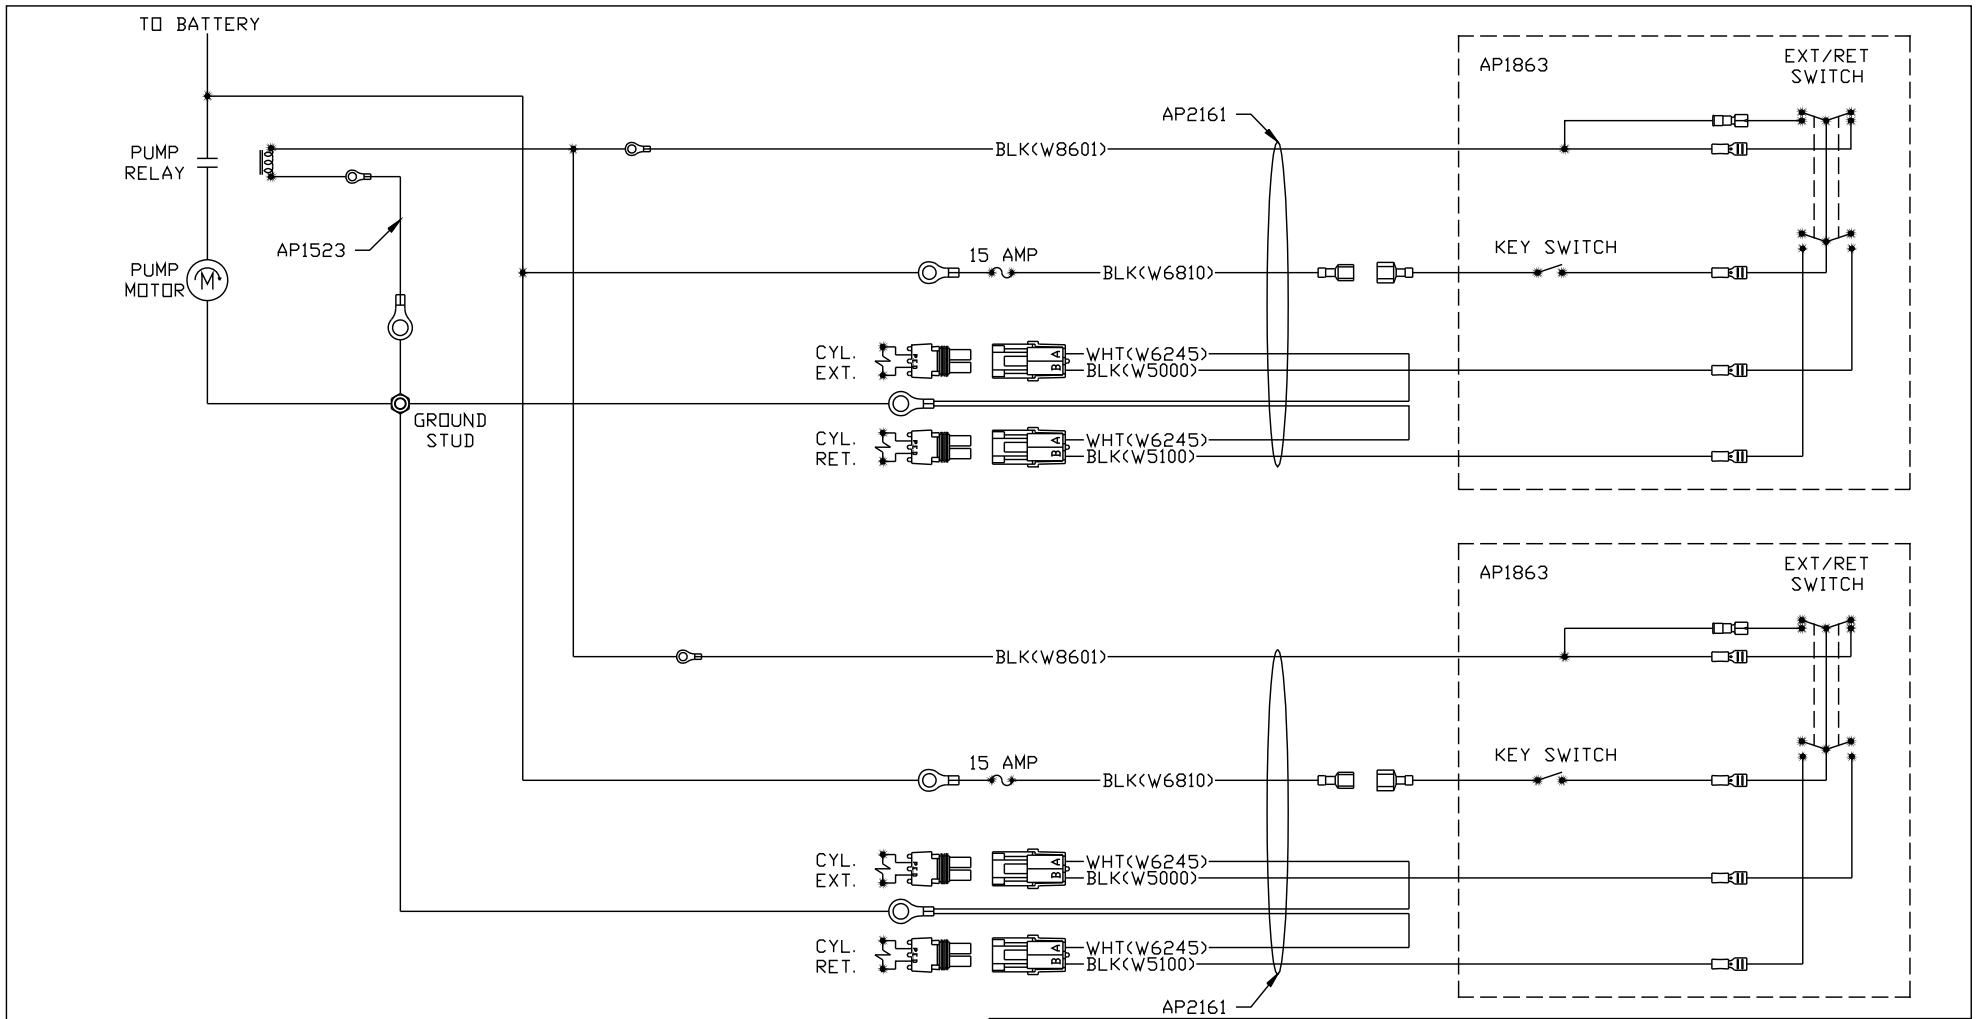 TO BATTERY
AP1863
EXT/RET
SWITCH
AP2161
PUMP
RELAY
BLK(W8601)
AP1523
KEY SWITCH
15 AMP
BLK(W6810)
PUMP
MOTOR
M
CYL.
EXT.
A
B
WHT(W6245)
BLK(W5000)
GROUND
STUD
CYL.
RET.
A
B
WHT(W6245)
BLK(W5100)
AP1863
EXT/RET
SWITCH
BLK(W8601)
KEY SWITCH
15 AMP
BLK(W6810)
CYL.
EXT.
A
B
WHT(W6245)
BLK(W5000)
CYL.
RET.
A
B
WHT(W6245)
BLK(W5100)
AP2161